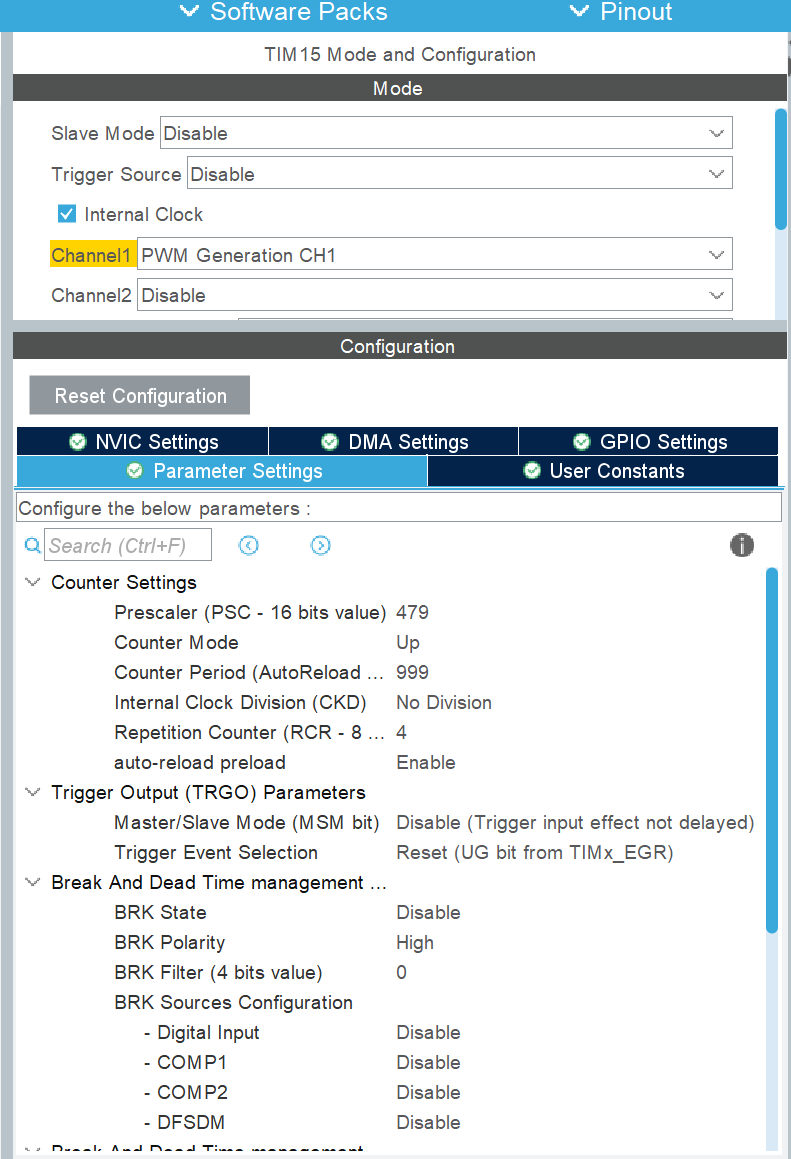 Software Packs Pinout
TIM15 Mode and Configuration
Mode
Slave Mode Disable
Trigger Source Disable
Internal Clock
Channel1 PWM Generation CH1
Channel2 Disable
Configuration
Reset Configuration
NVIC Settings DMA Settings GPIO Settings
Parameter Settings User Constants
Configure the below parameters :
Search (Ctrl+F)
Counter Settings
Prescaler (PSC - 16 bits value) 479
Counter Mode Up
Counter Period (AutoReload ... 999
Internal Clock Division (CKD) No Division
Repetition Counter (RCR - 8 ... 4
auto-reload preload Enable
Trigger Output (TRGO) Parameters
Master/Slave Mode (MSM bit) Disable (Trigger input effect not delayed)
Trigger Event Selection Reset (UG bit from TIMx_EGR)
Break And Dead Time management ...
BRK State Disable
BRK Polarity High
BRK Filter (4 bits value) 0
BRK Sources Configuration
- Digital Input Disable
- COMP1 Disable
- COMP2 Disable
- DFSDM Disable
Break And Dead Time management